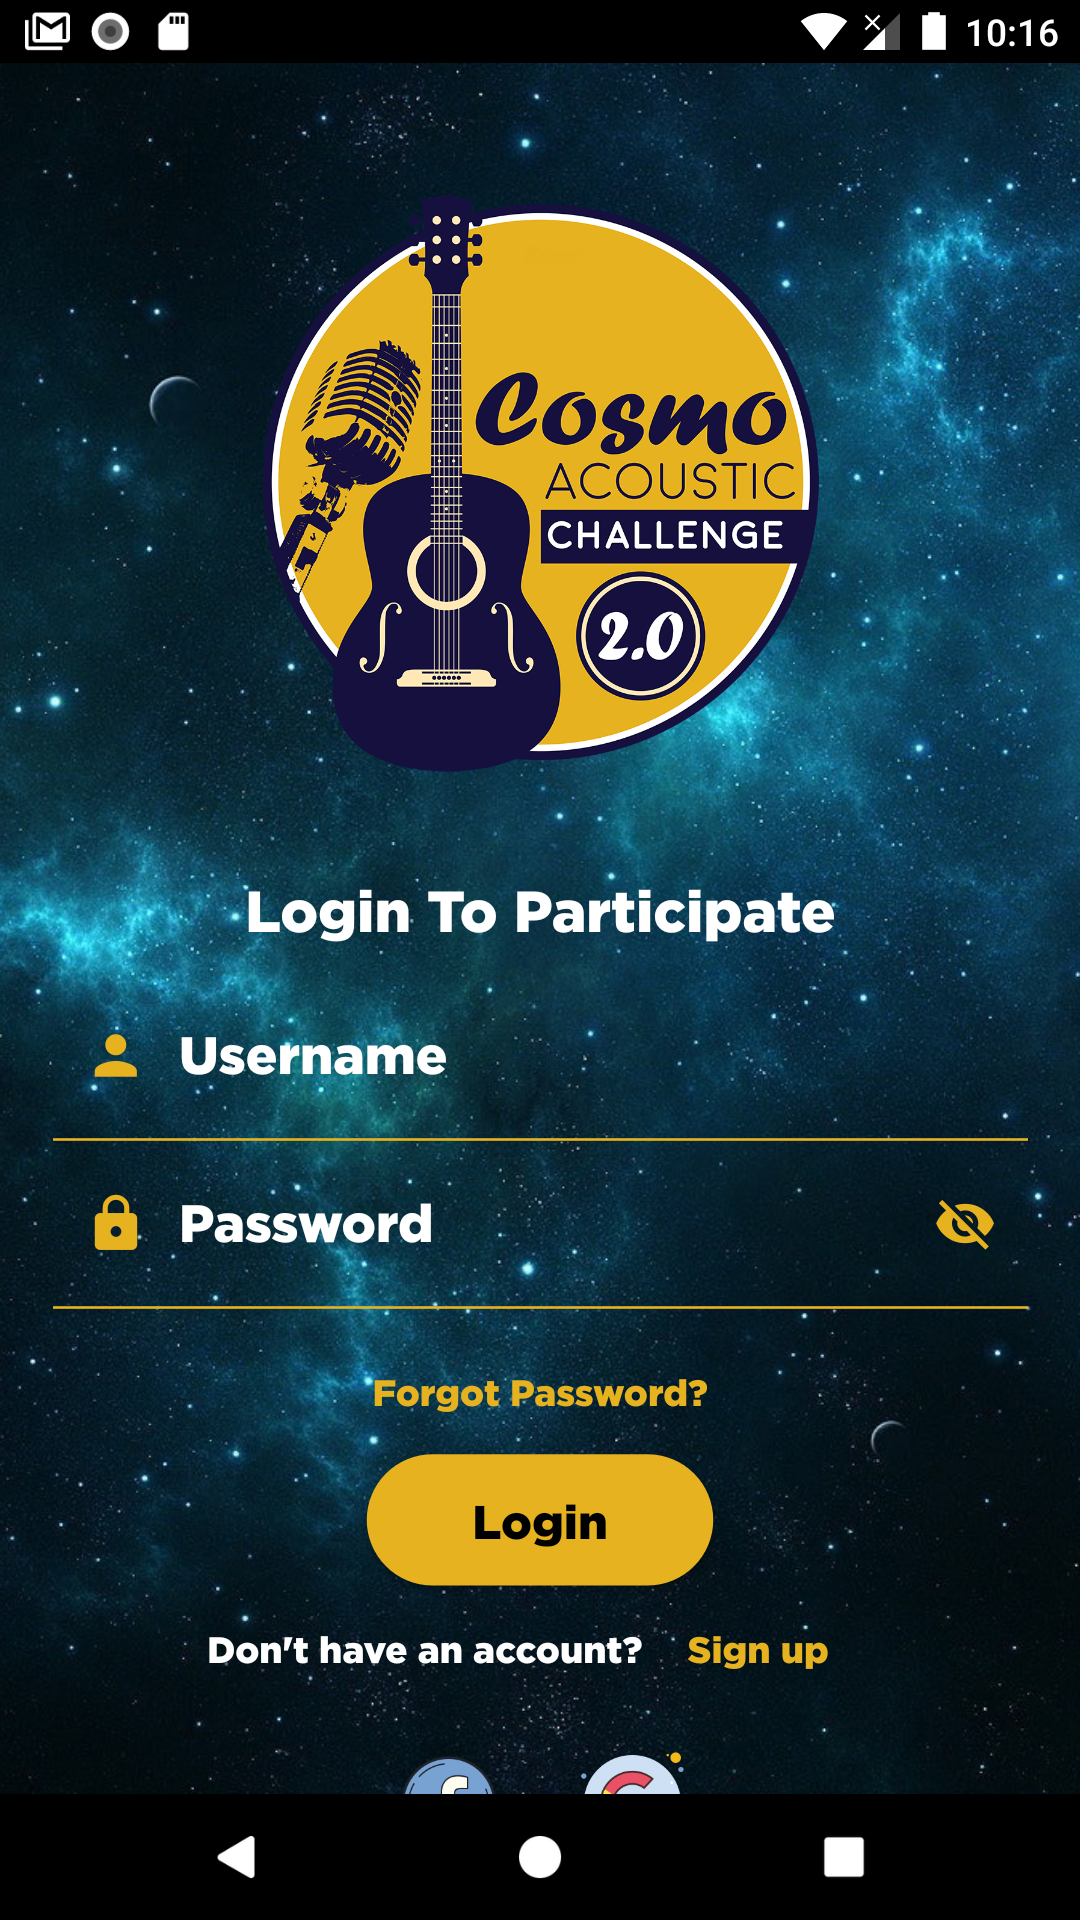 10:16
Cosmo
ACOUSTIC
CHALLENGE
2.0
Login To Participate
Username
Password
Forgot Password?
Login
Don't have an account? Sign up